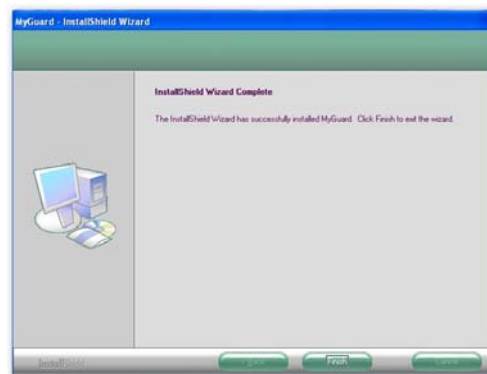 MyGuard - InstallShield Wizard
InstallShield Wizard Complete
The InstallShield Wizard has successfully installed MyGuard. Click Finish to exit the wizard.
InstallShield
Finish